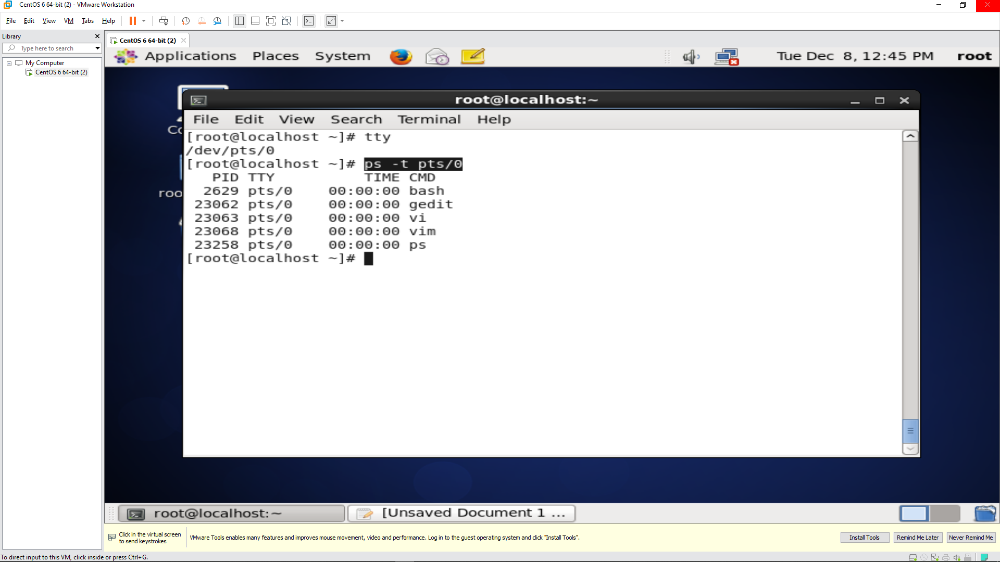 CentOS 6 64-bit (2) - VMware Workstation
File Edit View VM Tabs Help
Library
Type here to search
My Computer
CentOS 6 64-bit (2)
CentOS 6 64-bit (2)
Applications Places System Tue Dec 8, 12:45 PM root
root@localhost:~
File Edit View Search Terminal Help
[root@localhost ~]# tty
/dev/pts/0
[root@localhost ~]# ps -t pts/0
PID TTY TIME CMD
2629 pts/0 00:00:00 bash
23062 pts/0 00:00:00 gedit
23063 pts/0 00:00:00 vi
23068 pts/0 00:00:00 vim
23258 pts/0 00:00:00 ps
[root@localhost ~]#
Co
roo
root@localhost:~ [Unsaved Document 1 ...
Click in the virtual screen
to send keystrokes
VMware Tools enables many features and improves mouse movement, video and performance. Log in to the guest operating system and click "Install Tools".
Install Tools Remind Me Later Never Remind Me
To direct input to this VM, click inside or press Ctrl+G.